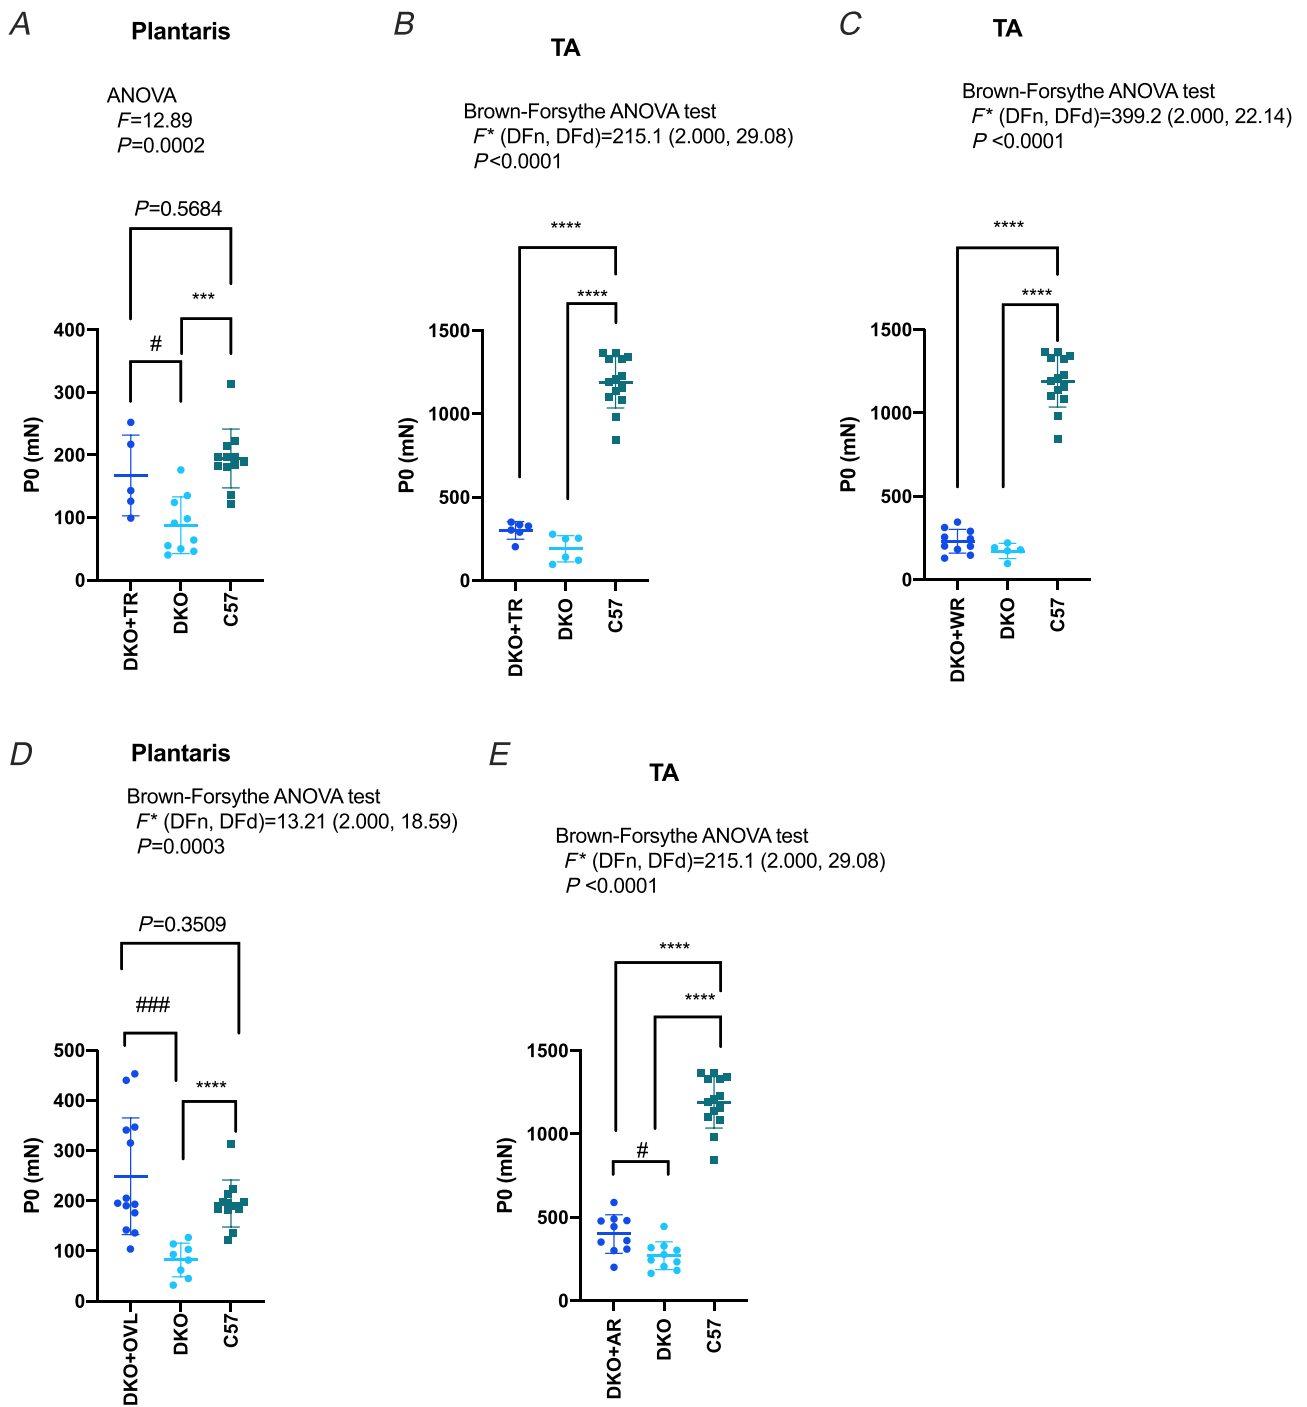 A
Plantaris
ANOVA
F=12.89
P=0.0002
P=0.5684
***
#
400
300
200
100
0
P0 (mN)
DKO+TR
DKO
C57
B
TA
Brown-Forsythe ANOVA test
F* (DFn, DFd)=215.1 (2.000, 29.08)
P<0.0001
****
****
1500
1000
500
0
P0 (mN)
DKO+TR
DKO
C57
C
TA
Brown-Forsythe ANOVA test
F* (DFn, DFd)=399.2 (2.000, 22.14)
P <0.0001
****
****
1500
1000
500
0
P0 (mN)
DKO+WR
DKO
C57
D
Plantaris
Brown-Forsythe ANOVA test
F* (DFn, DFd)=13.21 (2.000, 18.59)
P=0.0003
P=0.3509
###
****
500
400
300
200
100
0
P0 (mN)
DKO+OVL
DKO
C57
E
TA
Brown-Forsythe ANOVA test
F* (DFn, DFd)=215.1 (2.000, 29.08)
P <0.0001
****
****
#
1500
1000
500
0
P0 (mN)
DKO+AR
DKO
C57